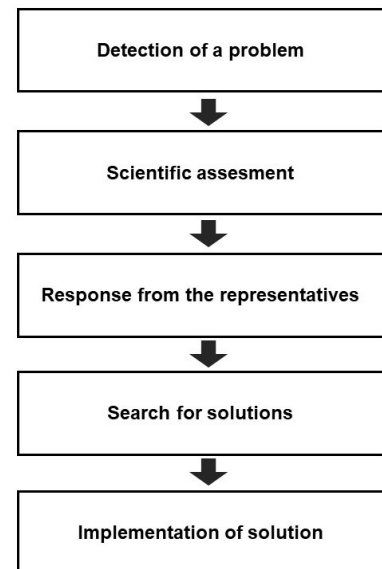 Detection of a problem
Scientific assesment
Response from the representatives
Search for solutions
Implementation of solution